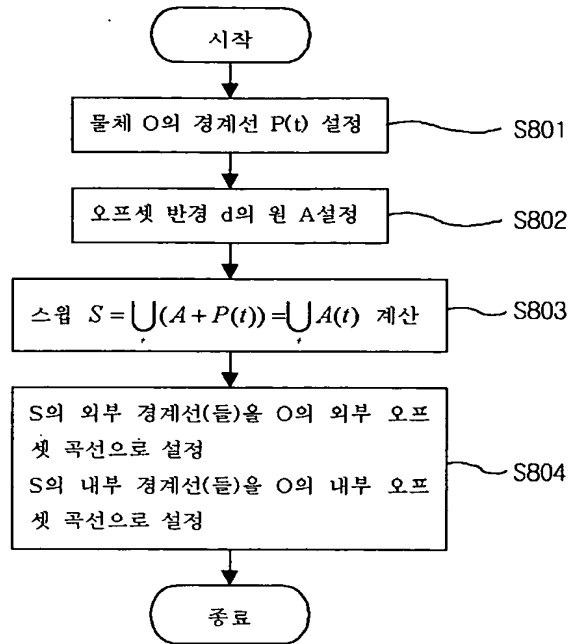 시작
물체 O의 경계선 P(t) 설정
S801
오프셋 반경 d의 원 A설정
S802
스윕 S = ⋃ₜ(A + P(t)) = ⋃ₜ A(t) 계산
S803
S의 외부 경계선(들)을 O의 외부 오프
셋 곡선으로 설정
S의 내부 경계선(들)을 O의 내부 오프
셋 곡선으로 설정
S804
종료